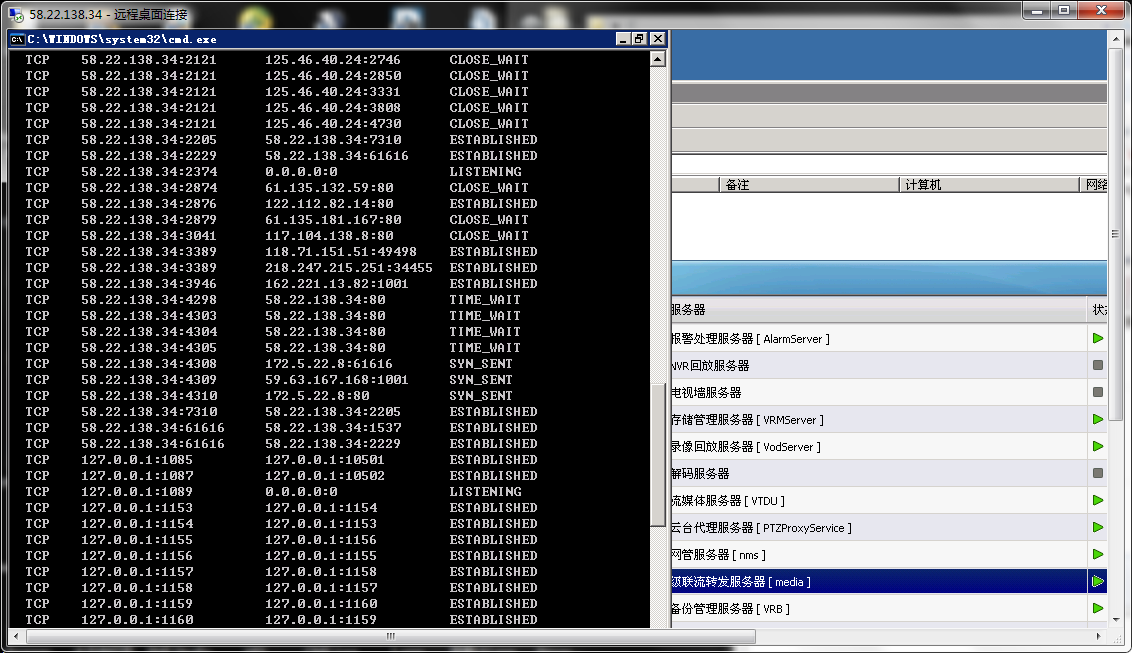 58.22.138.34 - 远程桌面连接
C:\WINDOWS\system32\cmd.exe
TCP 58.22.138.34:2121 125.46.40.24:2746 CLOSE_WAIT
TCP 58.22.138.34:2121 125.46.40.24:2850 CLOSE_WAIT
TCP 58.22.138.34:2121 125.46.40.24:3331 CLOSE_WAIT
TCP 58.22.138.34:2121 125.46.40.24:3808 CLOSE_WAIT
TCP 58.22.138.34:2121 125.46.40.24:4730 CLOSE_WAIT
TCP 58.22.138.34:2205 58.22.138.34:7310 ESTABLISHED
TCP 58.22.138.34:2229 58.22.138.34:61616 ESTABLISHED
TCP 58.22.138.34:2374 0.0.0.0:0 LISTENING
TCP 58.22.138.34:2874 61.135.132.59:80 CLOSE_WAIT
TCP 58.22.138.34:2876 122.112.82.14:80 ESTABLISHED
TCP 58.22.138.34:2879 61.135.181.167:80 CLOSE_WAIT
TCP 58.22.138.34:3041 117.104.138.8:80 CLOSE_WAIT
TCP 58.22.138.34:3389 118.71.151.51:49498 ESTABLISHED
TCP 58.22.138.34:3389 218.247.215.251:34455 ESTABLISHED
TCP 58.22.138.34:3946 162.221.13.82:1001 ESTABLISHED
TCP 58.22.138.34:4298 58.22.138.34:80 TIME_WAIT
TCP 58.22.138.34:4303 58.22.138.34:80 TIME_WAIT
TCP 58.22.138.34:4304 58.22.138.34:80 TIME_WAIT
TCP 58.22.138.34:4305 58.22.138.34:80 TIME_WAIT
TCP 58.22.138.34:4308 172.5.22.8:61616 SYN_SENT
TCP 58.22.138.34:4309 59.63.167.168:1001 SYN_SENT
TCP 58.22.138.34:4310 172.5.22.8:80 SYN_SENT
TCP 58.22.138.34:7310 58.22.138.34:2205 ESTABLISHED
TCP 58.22.138.34:61616 58.22.138.34:1537 ESTABLISHED
TCP 58.22.138.34:61616 58.22.138.34:2229 ESTABLISHED
TCP 127.0.0.1:1085 127.0.0.1:10501 ESTABLISHED
TCP 127.0.0.1:1087 127.0.0.1:10502 ESTABLISHED
TCP 127.0.0.1:1089 0.0.0.0:0 LISTENING
TCP 127.0.0.1:1153 127.0.0.1:1154 ESTABLISHED
TCP 127.0.0.1:1154 127.0.0.1:1153 ESTABLISHED
TCP 127.0.0.1:1155 127.0.0.1:1156 ESTABLISHED
TCP 127.0.0.1:1156 127.0.0.1:1155 ESTABLISHED
TCP 127.0.0.1:1157 127.0.0.1:1158 ESTABLISHED
TCP 127.0.0.1:1158 127.0.0.1:1157 ESTABLISHED
TCP 127.0.0.1:1159 127.0.0.1:1160 ESTABLISHED
TCP 127.0.0.1:1160 127.0.0.1:1159 ESTABLISHED
备注 计算机 网络
服务器 状
报警处理服务器 [ AlarmServer ]
NVR回放服务器
电视墙服务器
存储管理服务器 [ VRMServer ]
录像回放服务器 [ VodServer ]
解码服务器
流媒体服务器 [ VTDU ]
云台代理服务器 [ PTZProxyService ]
网管服务器 [ nms ]
级联流转发服务器 [ media ]
备份管理服务器 [ VRB ]